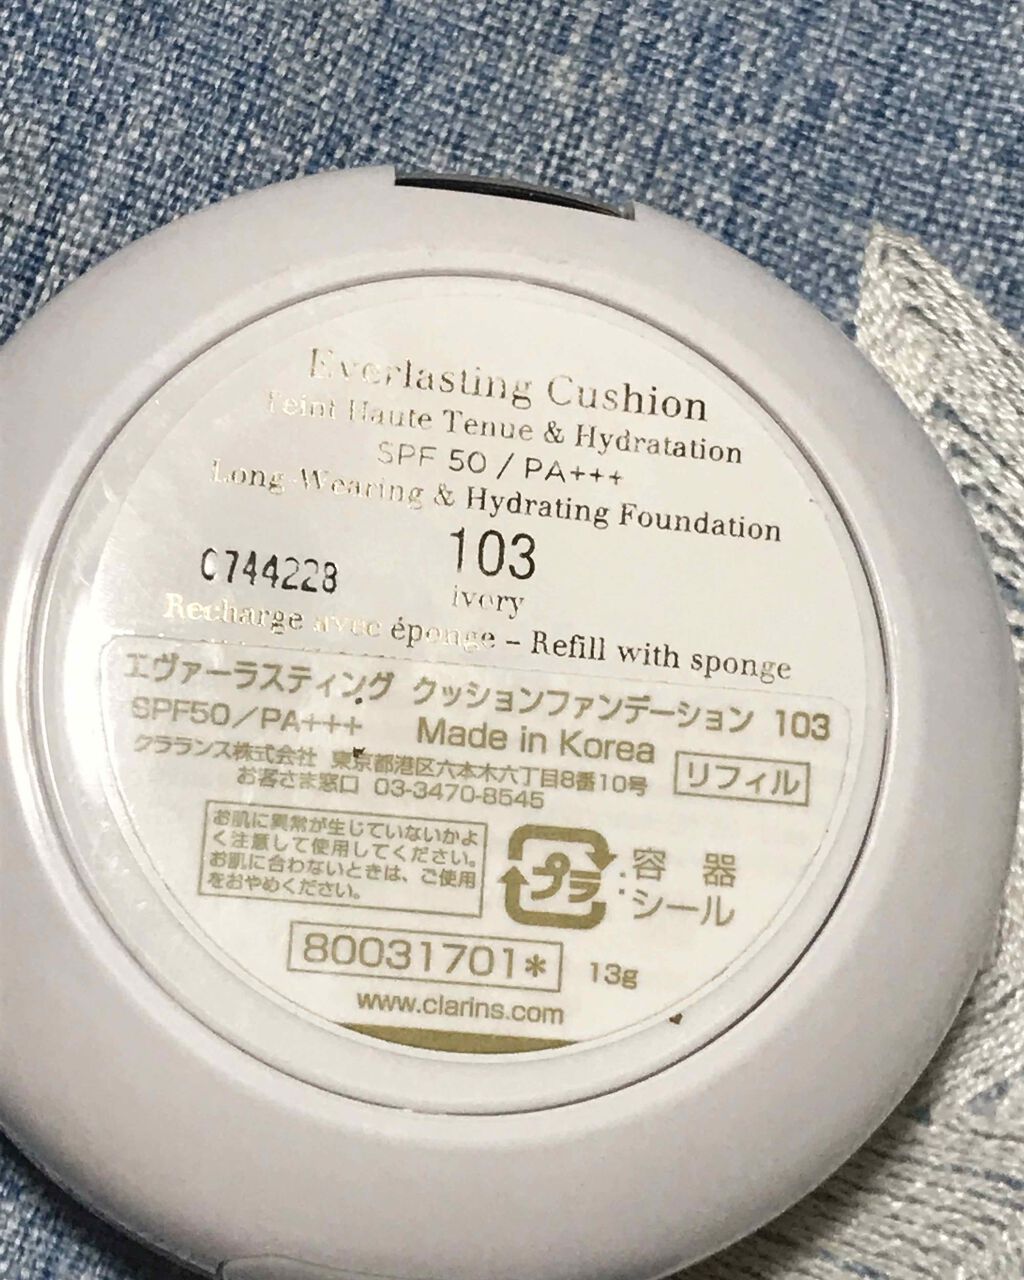 Everlasting Cushion
Teint Haute Tenue & Hydratation
SPF 50 / PA+++
Long-Wearing & Hydrating Foundation
103
C744228
ivory
Recharge avec éponge – Refill with sponge
エヴァーラスティング クッションファンデーション 103
SPF50/PA+++ Made in Korea
クラランス株式会社 東京都港区六本木六丁目8番10号
リフィル
お客さま窓口 03-3470-8545
お肌に異常が生じていないかよ
く注意して使用してください。
お肌に合わないときは、ご使用
をおやめください。
プラ
:容 器
:シール
80031701*
13g
www.clarins.com